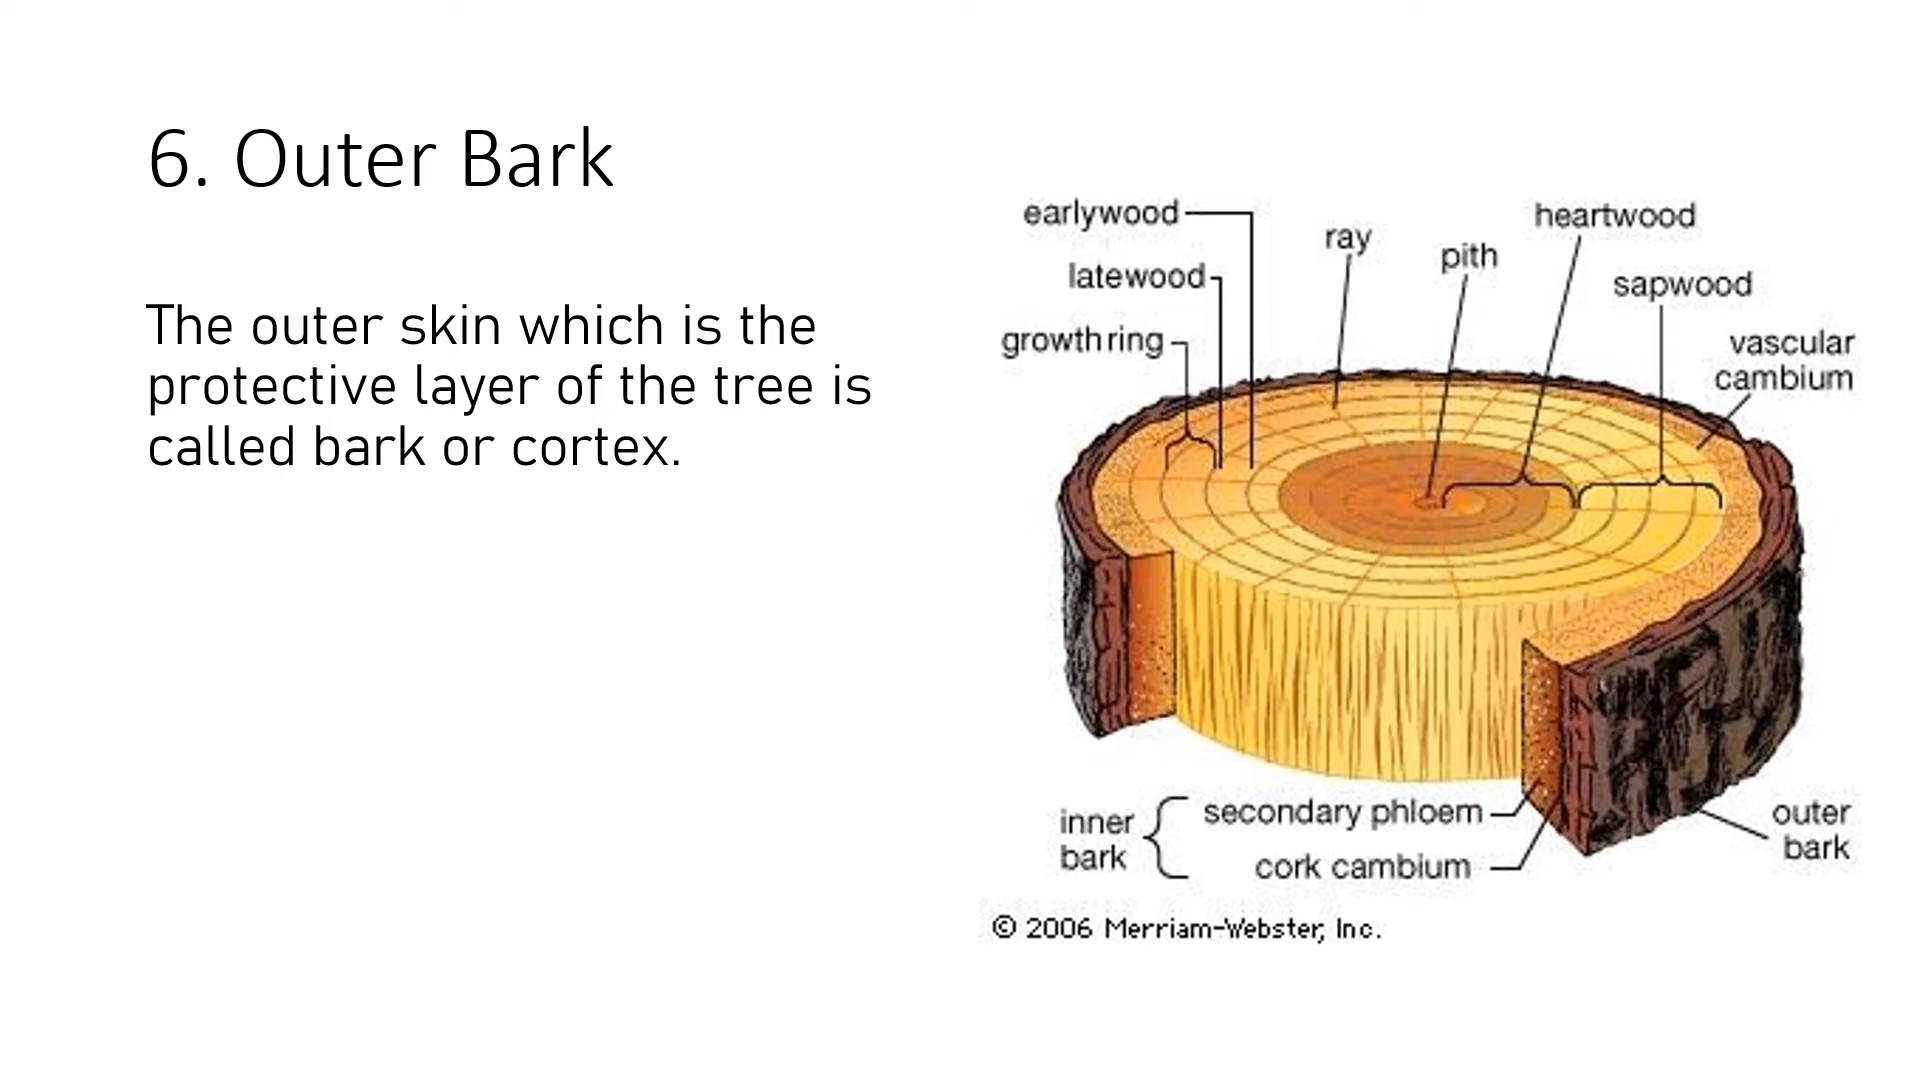 6. Outer Bark
The outer skin which is the
protective layer of the tree is
called bark or cortex.
earlywood
latewood
growth ring
ray
pith
heartwood
sapwood
vascular
cambium
inner
bark
secondary phloem
cork cambium
outer
bark
© 2006 Merriam-Webster, Inc.